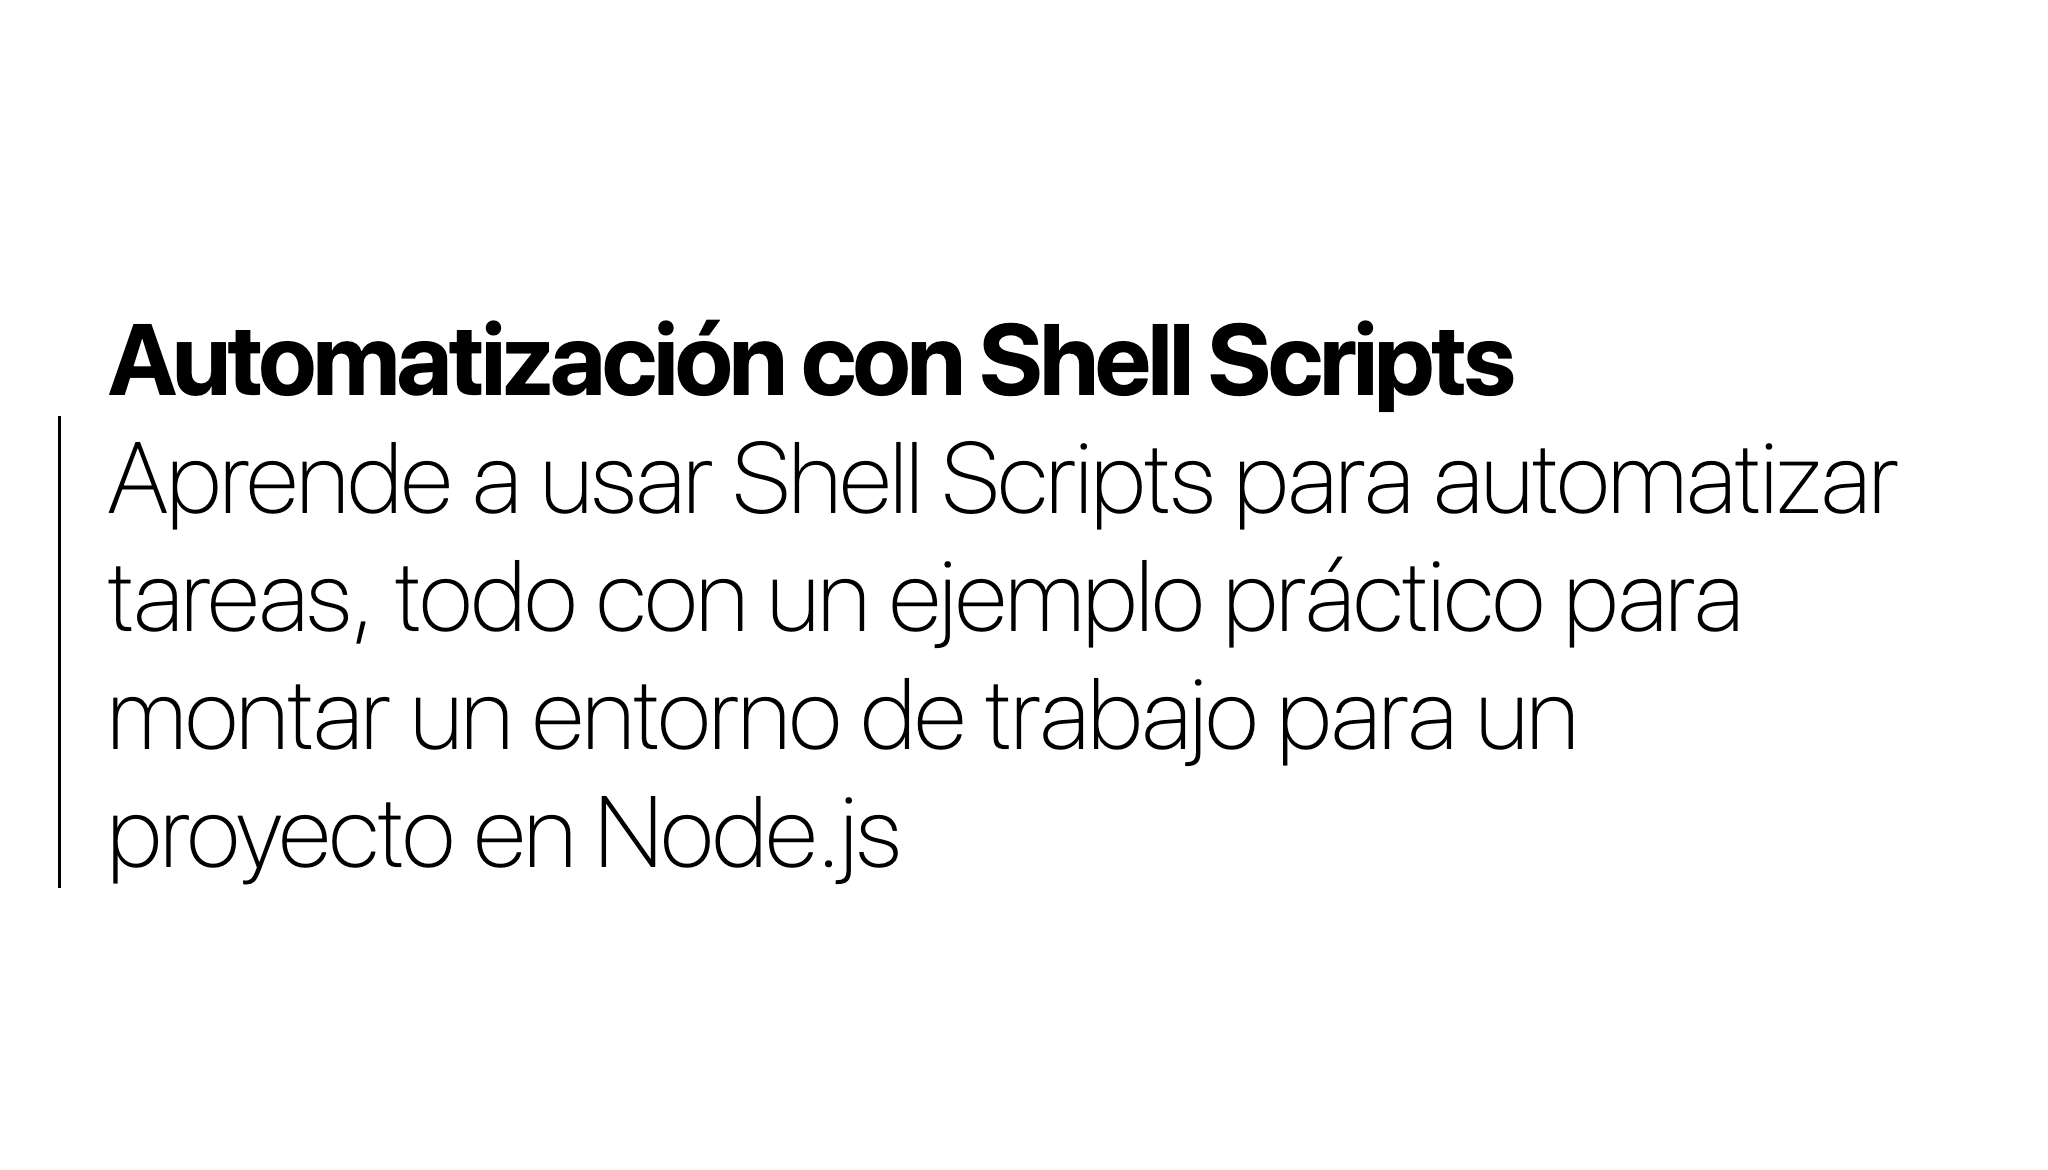 Automatización con Shell Scripts
Aprende a usar Shell Scripts para automatizar
tareas, todo con un ejemplo práctico para
montar un entorno de trabajo para un
proyecto en Node.js